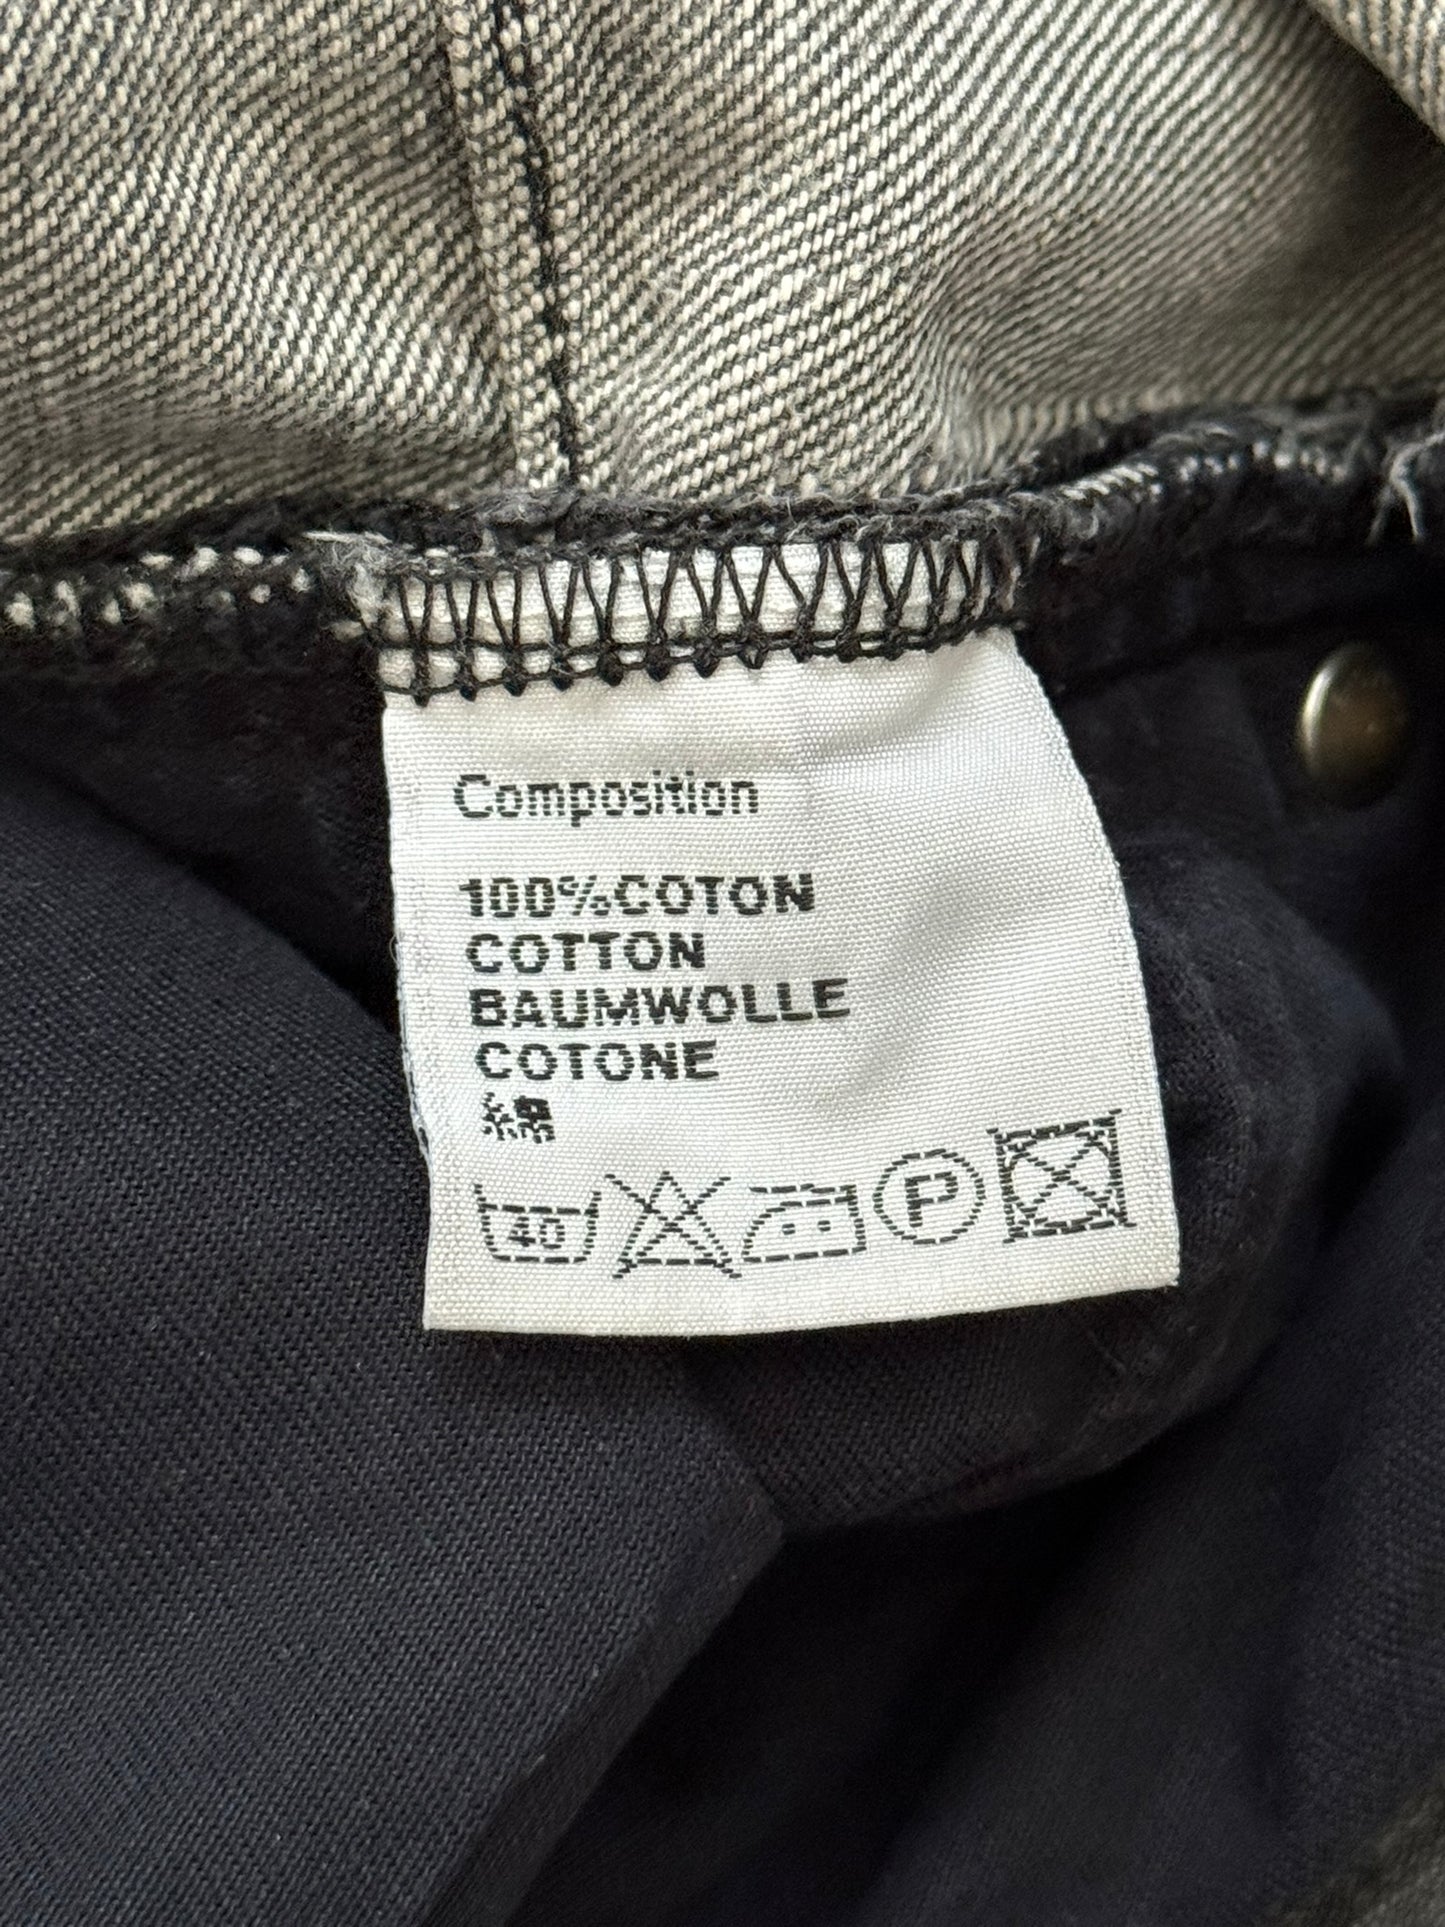 Composition
100%COTON
COTTON
BAUMWOLLE
COTONE
綿
40
P